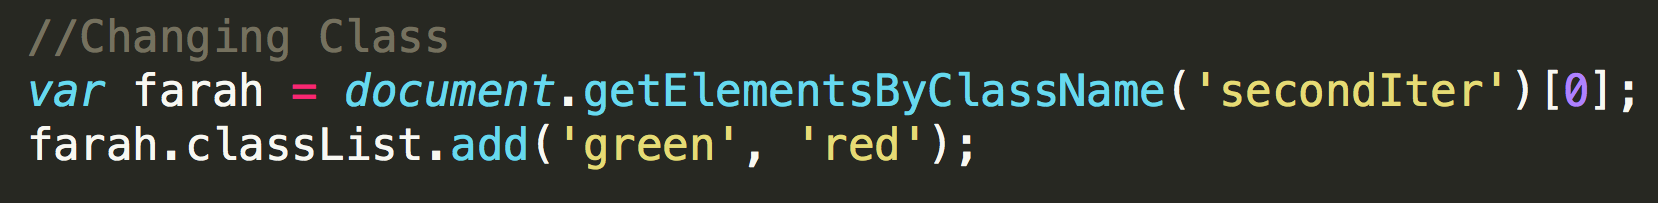 //Changing Class
var farah = document.getElementsByClassName('secondIter')[0];
farah.classList.add('green', 'red');